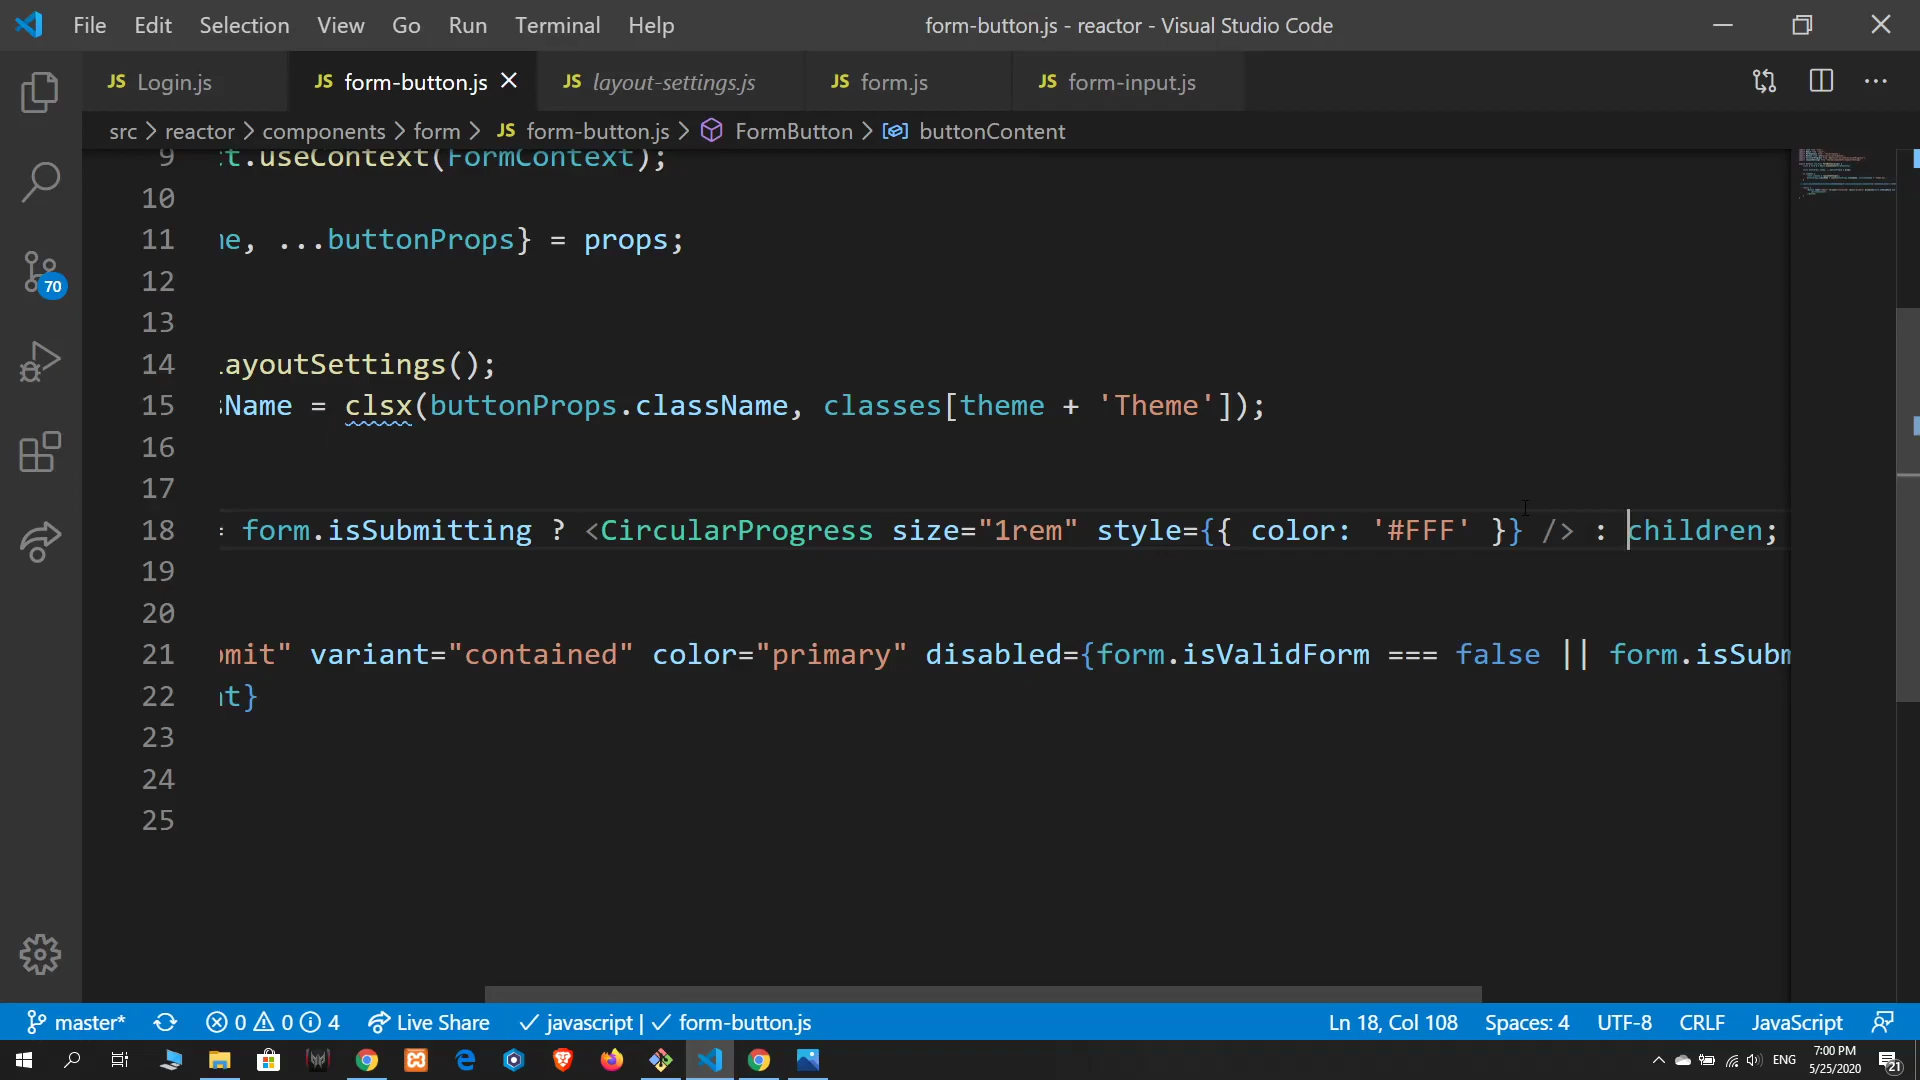 File Edit Selection View Go Run Terminal Help
form-button.js - reactor - Visual Studio Code
JS Login.js
JS form-button.js
JS layout-settings.js
JS form.js
JS form-input.js
src > reactor > components > form > JS form-button.js > FormButton > buttonContent
9 t.useContext(FormContext);
10
11 e, ...buttonProps} = props;
12
13
14 ayoutSettings();
15 Name = clsx(buttonProps.className, classes[theme + 'Theme']);
16
17
18 = form.isSubmitting ? <CircularProgress size="1rem" style={{ color: '#FFF' }} /> : children;
19
20
21 mit" variant="contained" color="primary" disabled={form.isValidForm === false || form.isSubm
22 t}
23
24
25
70
master* 0 0 4 Live Share javascript | form-button.js
Ln 18, Col 108 Spaces: 4 UTF-8 CRLF JavaScript
ENG 7:00 PM
5/25/2020
21